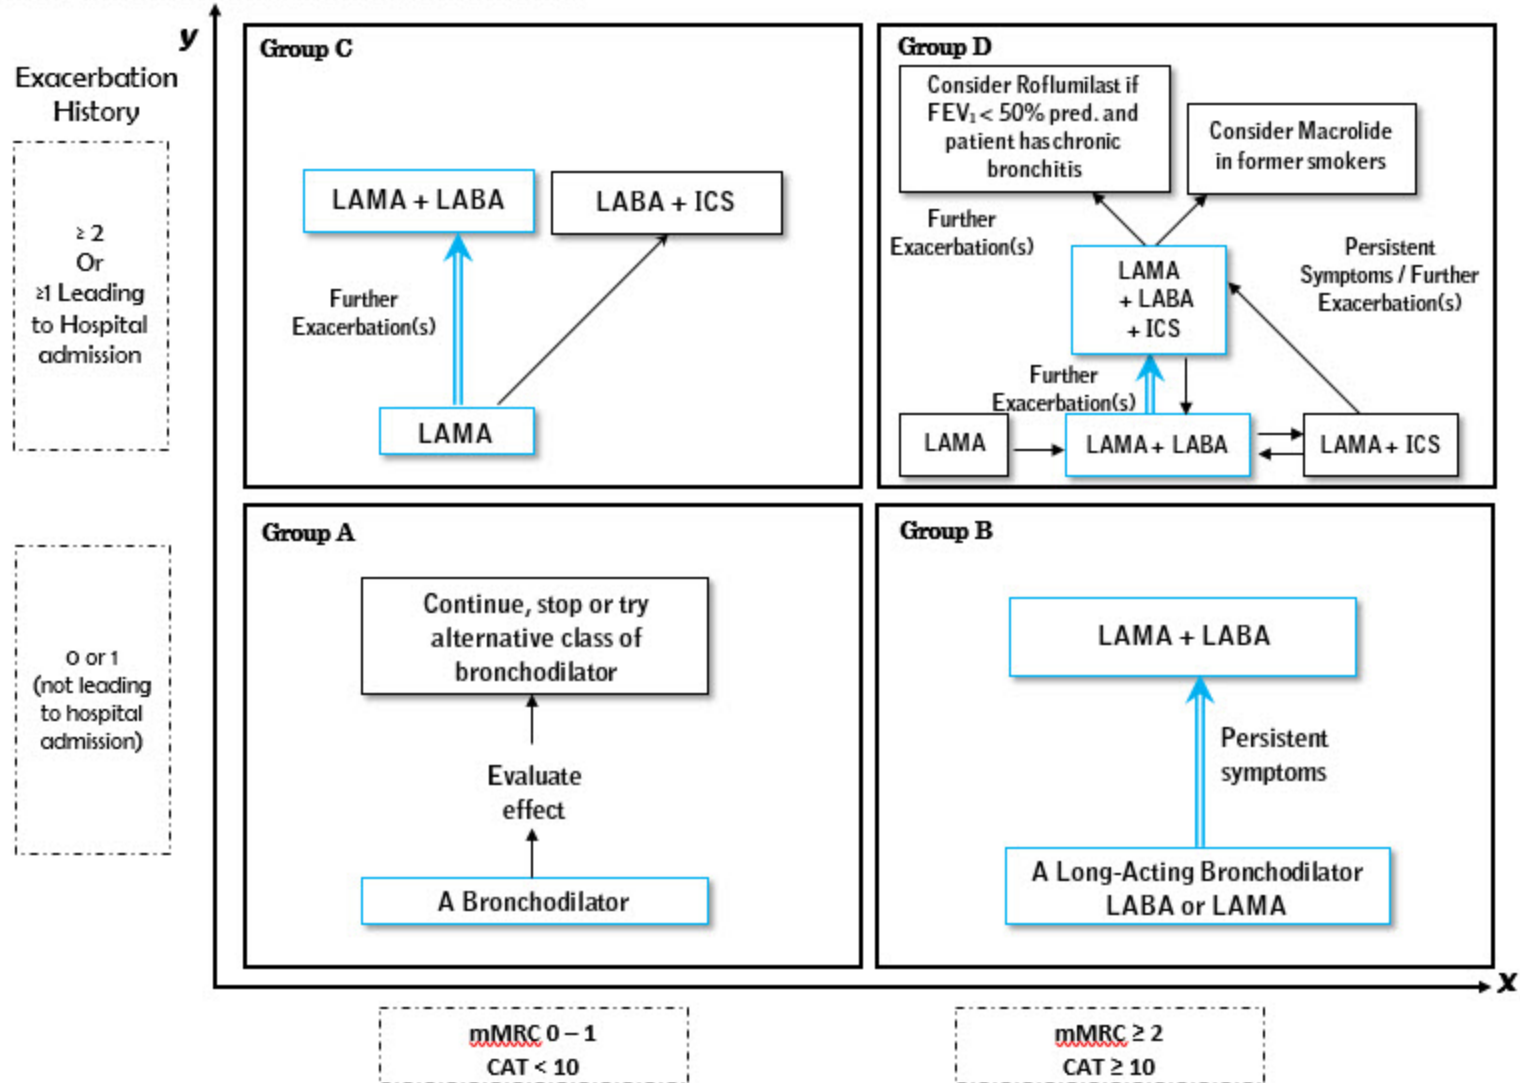 y
Exacerbation
History
≥ 2
Or
≥1 Leading
to Hospital
admission
0 or 1
(not leading
to hospital
admission)
Group C
LAMA + LABA
LABA + ICS
Further
Exacerbation(s)
LAMA
Group D
Consider Roflumilast if
FEV₁ < 50% pred. and
patient has chronic
bronchitis
Consider Macrolide
in former smokers
Further
Exacerbation(s)
LAMA
+ LABA
+ ICS
Persistent
Symptoms / Further
Exacerbation(s)
Further
Exacerbation(s)
LAMA
LAMA + LABA
LAMA + ICS
Group A
Continue, stop or try
alternative class of
bronchodilator
Evaluate
effect
A Bronchodilator
Group B
LAMA + LABA
Persistent
symptoms
A Long-Acting Bronchodilator
LABA or LAMA
x
mMRC 0 – 1
CAT < 10
mMRC ≥ 2
CAT ≥ 10